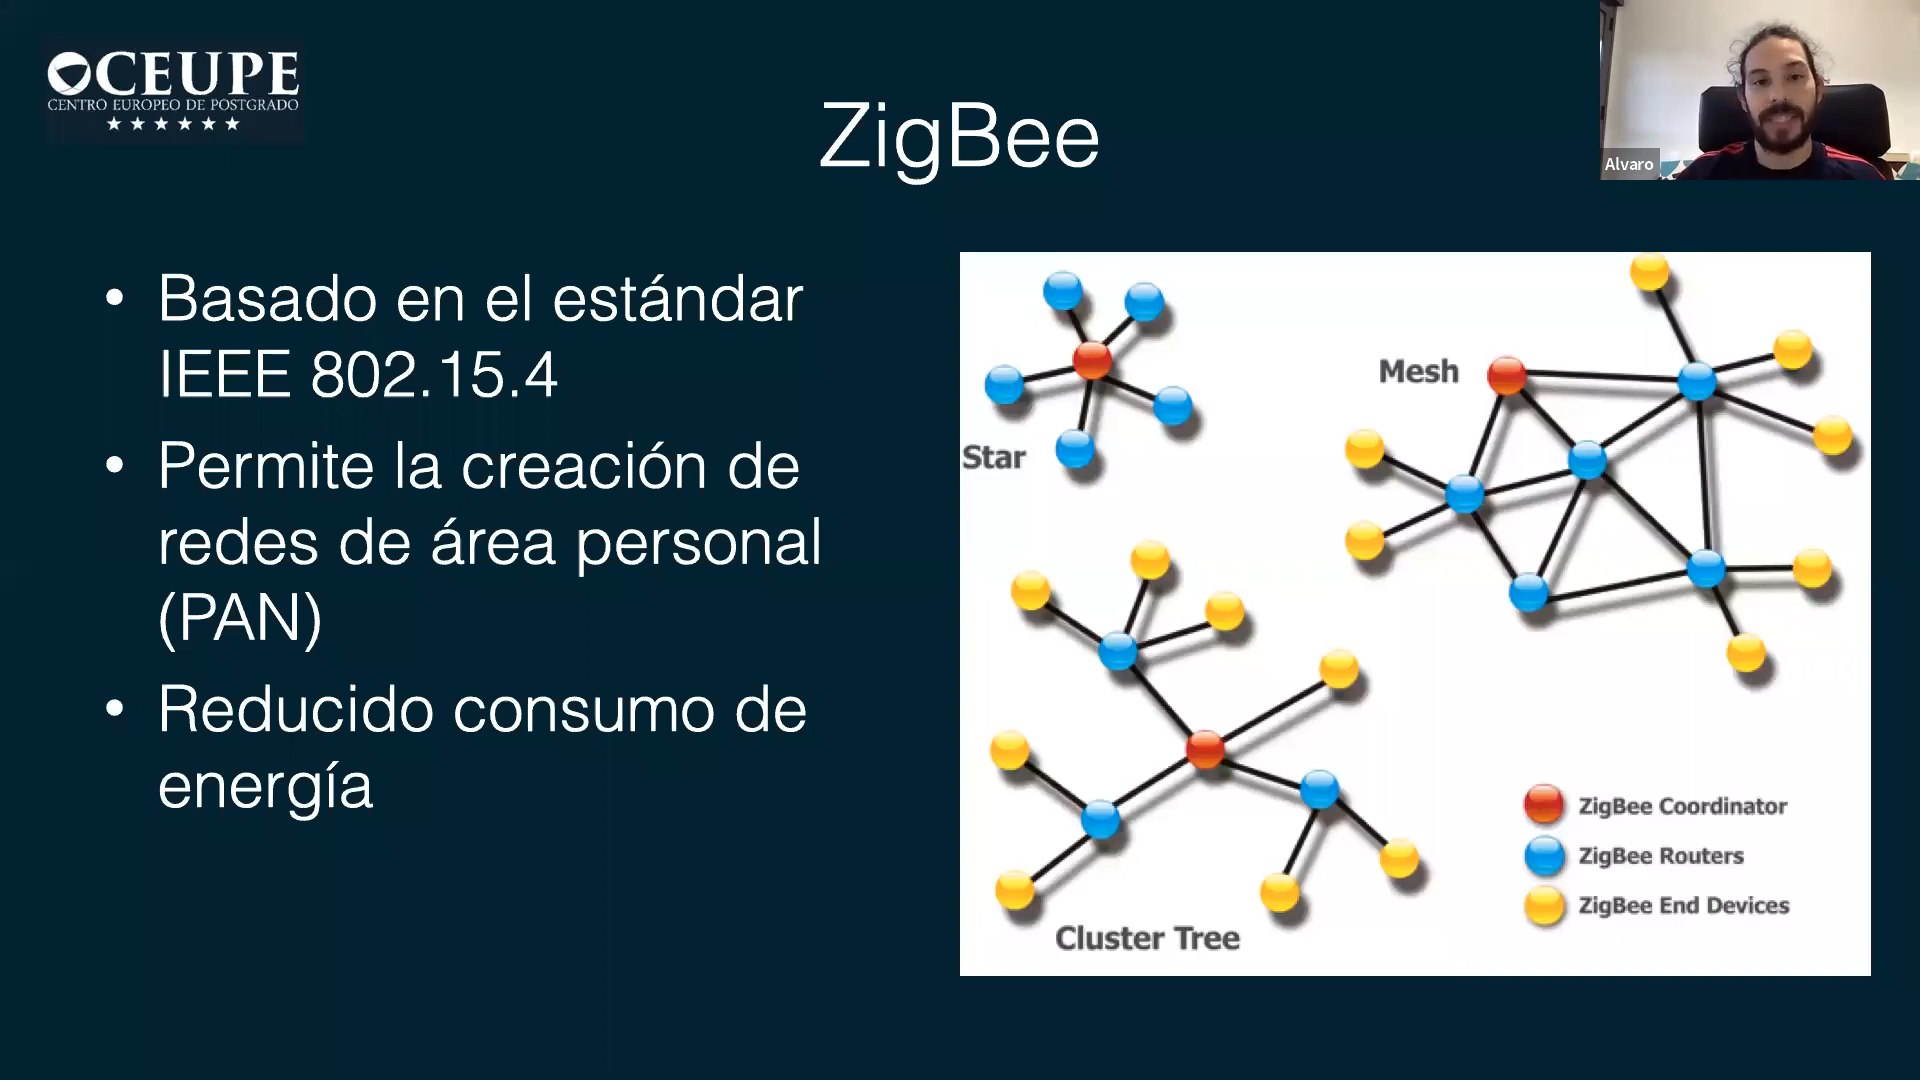 CEUPE
CENTRO EUROPEO DE POSTGRADO
ZigBee
Alvaro
• Basado en el estándar
IEEE 802.15.4
• Permite la creación de
redes de área personal
(PAN)
• Reducido consumo de
energía
Star
Mesh
Cluster Tree
ZigBee Coordinator
ZigBee Routers
ZigBee End Devices